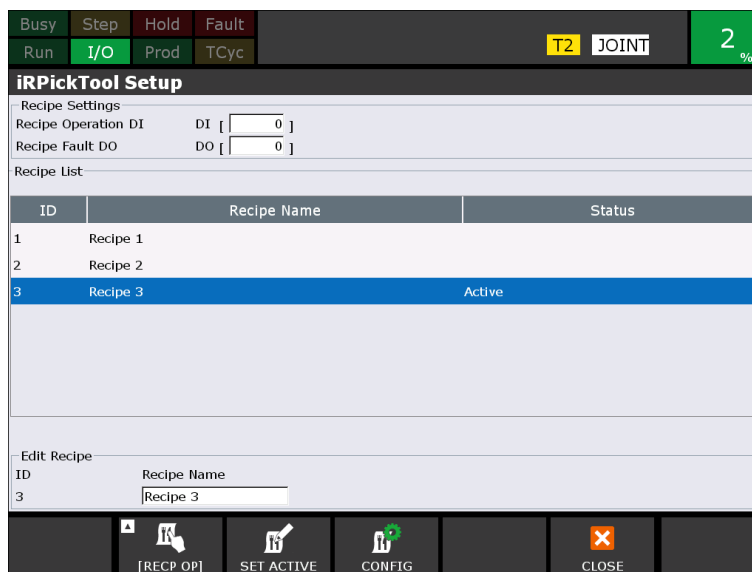 Busy Step Hold Fault
Run I/O Prod TCyc T2 JOINT 2 %
iRPickTool Setup
Recipe Settings
Recipe Operation DI DI [ 0 ]
Recipe Fault DO DO [ 0 ]
Recipe List
ID Recipe Name Status
1 Recipe 1
2 Recipe 2
3 Recipe 3 Active
Edit Recipe
ID Recipe Name
3 Recipe 3
[RECP OP] SET ACTIVE CONFIG CLOSE